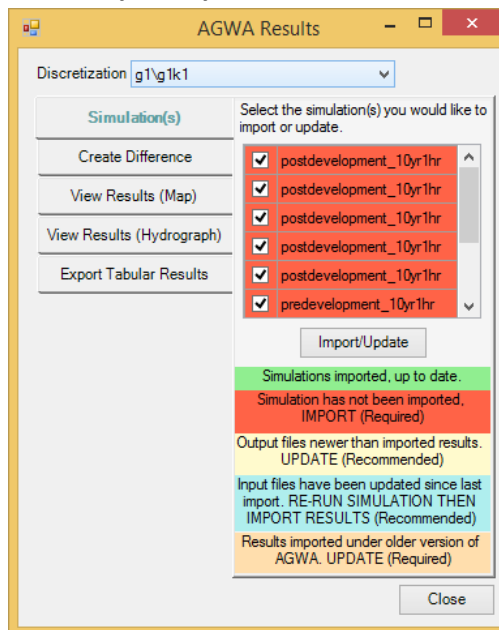 AGWA Results
Discretization g1\g1k1
Simulation(s)
Create Difference
View Results (Map)
View Results (Hydrograph)
Export Tabular Results
Select the simulation(s) you would like to
import or update.
postdevelopment_10yr1hr
postdevelopment_10yr1hr
postdevelopment_10yr1hr
postdevelopment_10yr1hr
postdevelopment_10yr1hr
predevelopment_10yr1hr
Import/Update
Simulations imported, up to date.
Simulation has not been imported,
IMPORT (Required)
Output files newer than imported results.
UPDATE (Recommended)
Input files have been updated since last
import. RE-RUN SIMULATION THEN
IMPORT RESULTS (Recommended)
Results imported under older version of
AGWA. UPDATE (Required)
Close